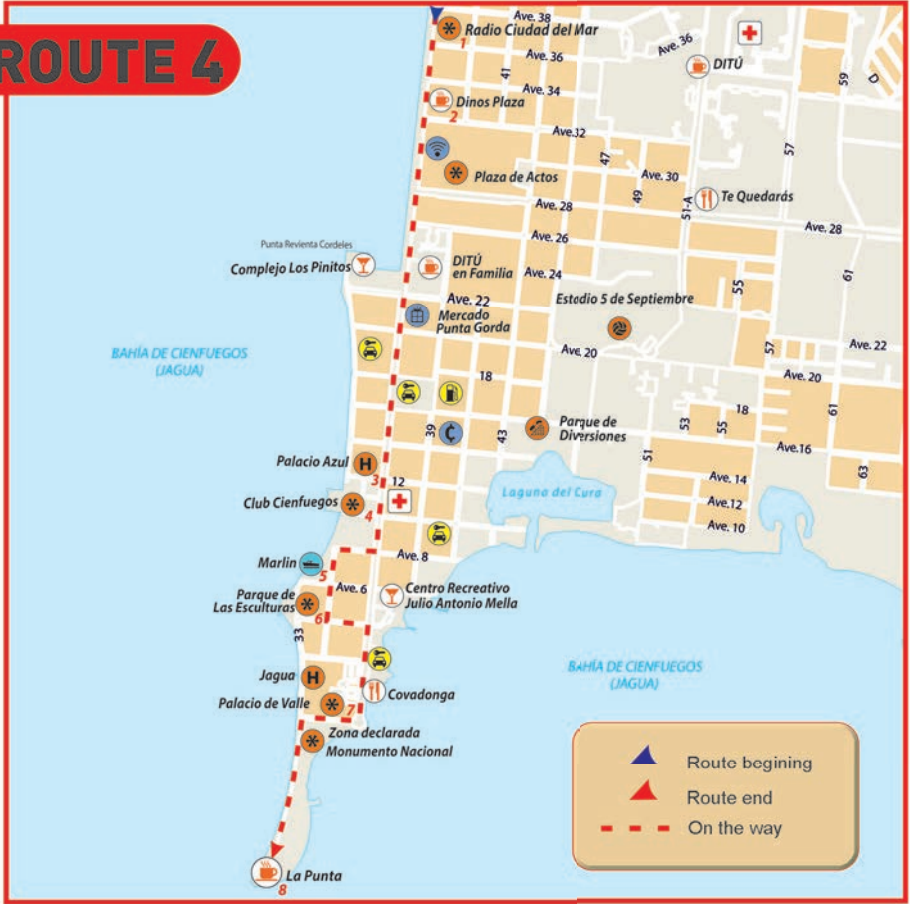 ROUTE 4
Ave. 38
Radio Ciudad del Mar
1
Ave. 36
Ave. 36
DITÚ
41
59
D
Ave. 34
Dinos Plaza
2
Ave.32
47
57
Plaza de Actos
Ave. 30
49
51-A
Te Quedarás
Ave. 28
Ave. 28
Ave. 26
Punta Revienta Cordeles
Complejo Los Pinitos
DITÚ
en Familia
Ave. 24
61
55
Ave. 22
Estadio 5 de Septiembre
Mercado
Punta Gorda
BAHÍA DE CIENFUEGOS
(JAGUA)
Ave. 20
57
Ave. 22
18
Ave. 20
18
61
39
43
Parque de
Diversiones
53
55
Ave.16
51
63
Palacio Azul
3
12
Ave. 14
Laguna del Cura
Club Cienfuegos
4
Ave.12
Ave. 10
Marlin
5
Ave. 8
Ave. 6
Parque de
Las Esculturas
6
Centro Recreativo
Julio Antonio Mella
33
Jagua
Covadonga
BAHÍA DE CIENFUEGOS
(JAGUA)
Palacio de Valle
7
Zona declarada
Monumento Nacional
Route begining
Route end
On the way
La Punta
8